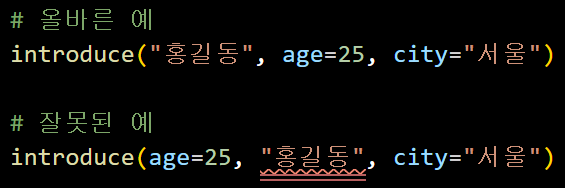 # 올바른 예
introduce("홍길동", age=25, city="서울")
# 잘못된 예
introduce(age=25, "홍길동", city="서울")